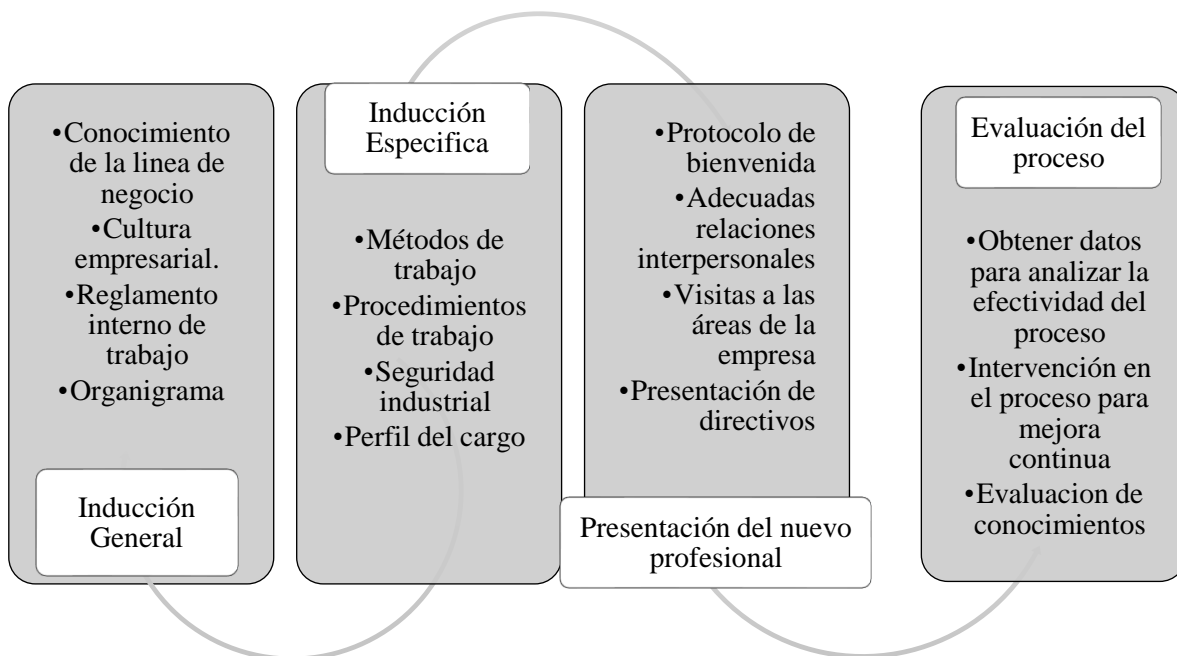 •Conocimiento
de la linea de
negocio
•Cultura
empresarial.
•Reglamento
interno de
trabajo
•Organigrama
Inducción
General
Inducción
Especifica
•Métodos de
trabajo
•Procedimientos
de trabajo
•Seguridad
industrial
•Perfil del cargo
•Protocolo de
bienvenida
•Adecuadas
relaciones
interpersonales
•Visitas a las
áreas de la
empresa
•Presentación de
directivos
Presentación del nuevo
profesional
Evaluación del
proceso
•Obtener datos
para analizar la
efectividad del
proceso
•Intervención en
el proceso para
mejora
continua
•Evaluacion de
conocimientos